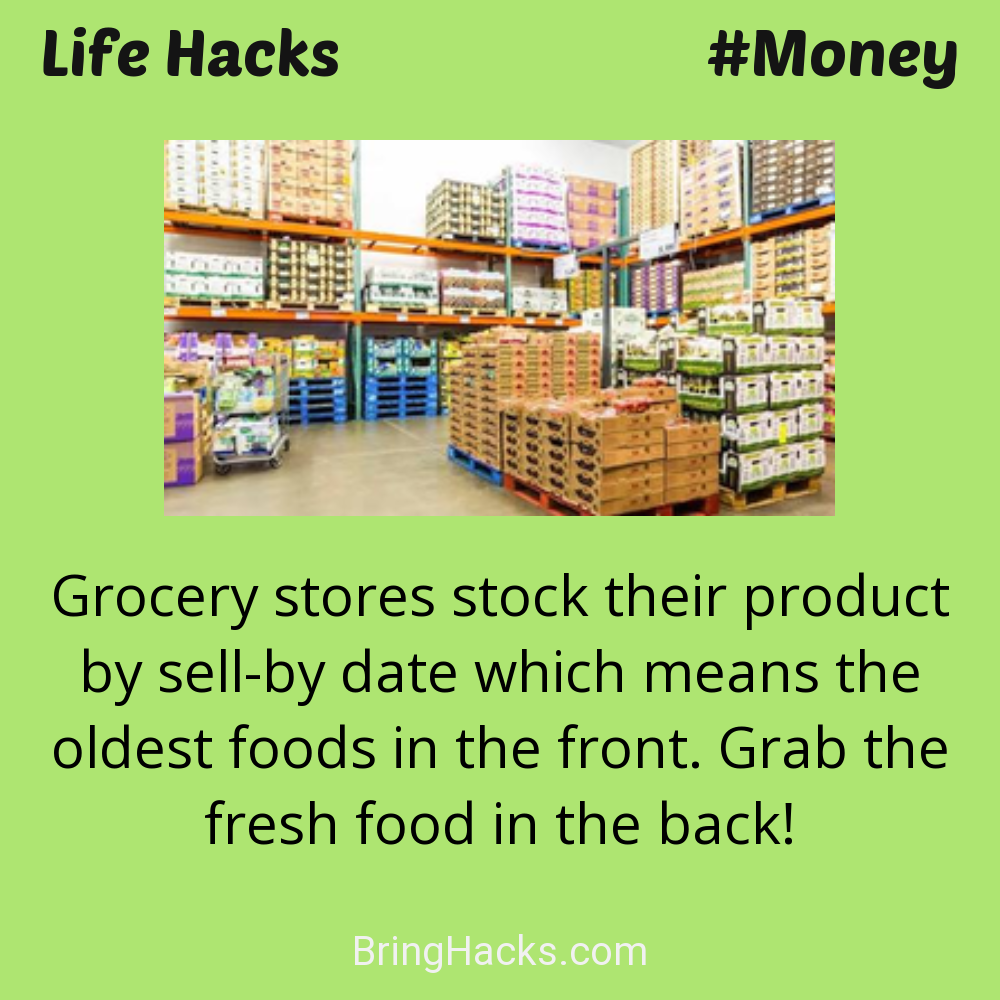 Life Hacks
#Money
Grocery stores stock their product
by sell-by date which means the
oldest foods in the front. Grab the
fresh food in the back!
BringHacks.com